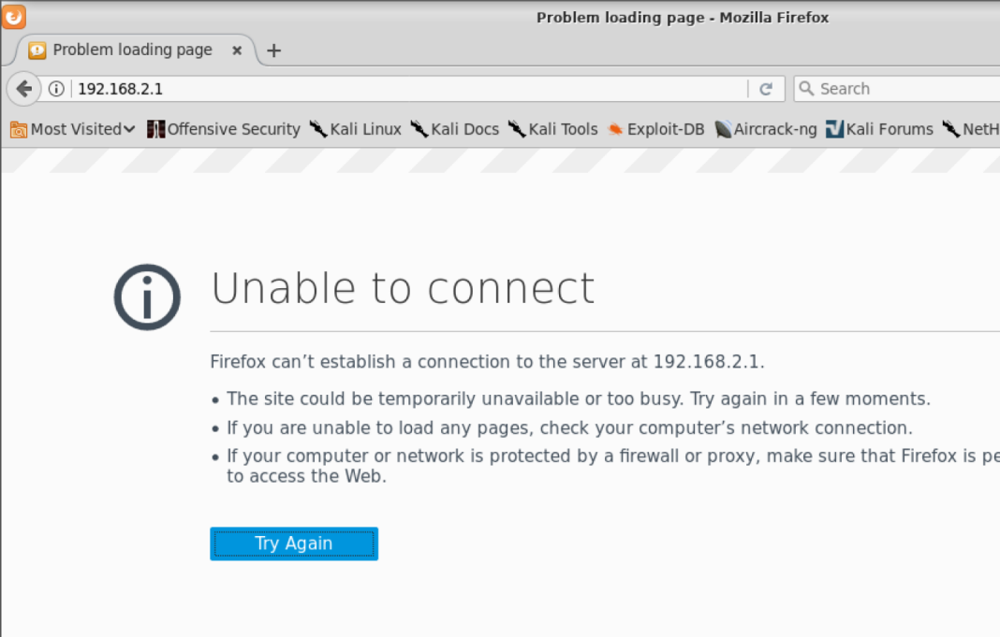 Problem loading page - Mozilla Firefox
Problem loading page
192.168.2.1
Search
Most Visited Offensive Security Kali Linux Kali Docs Kali Tools Exploit-DB Aircrack-ng Kali Forums NetH
Unable to connect
Firefox can’t establish a connection to the server at 192.168.2.1.
• The site could be temporarily unavailable or too busy. Try again in a few moments.
• If you are unable to load any pages, check your computer’s network connection.
• If your computer or network is protected by a firewall or proxy, make sure that Firefox is pe
to access the Web.
Try Again